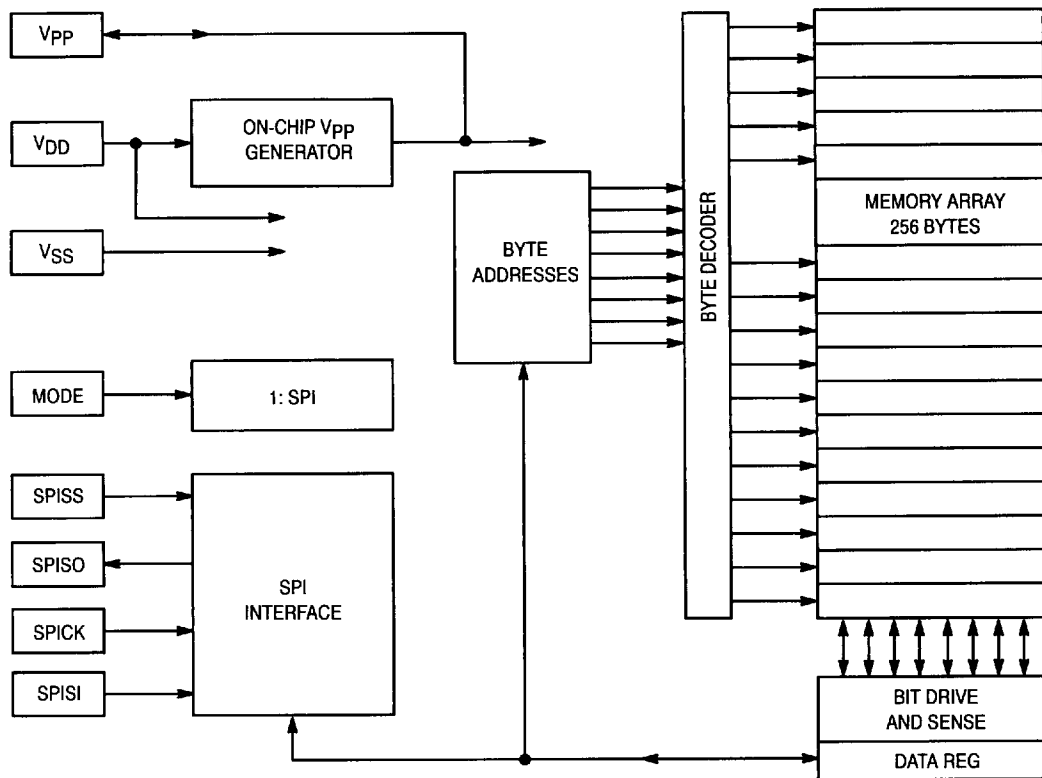 VPP
VDD
ON-CHIP VPP
GENERATOR
VSS
BYTE
ADDRESSES
BYTE DECODER
MEMORY ARRAY
256 BYTES
MODE
1: SPI
SPISS
SPISO
SPICK
SPISI
SPI
INTERFACE
BIT DRIVE
AND SENSE
DATA REG